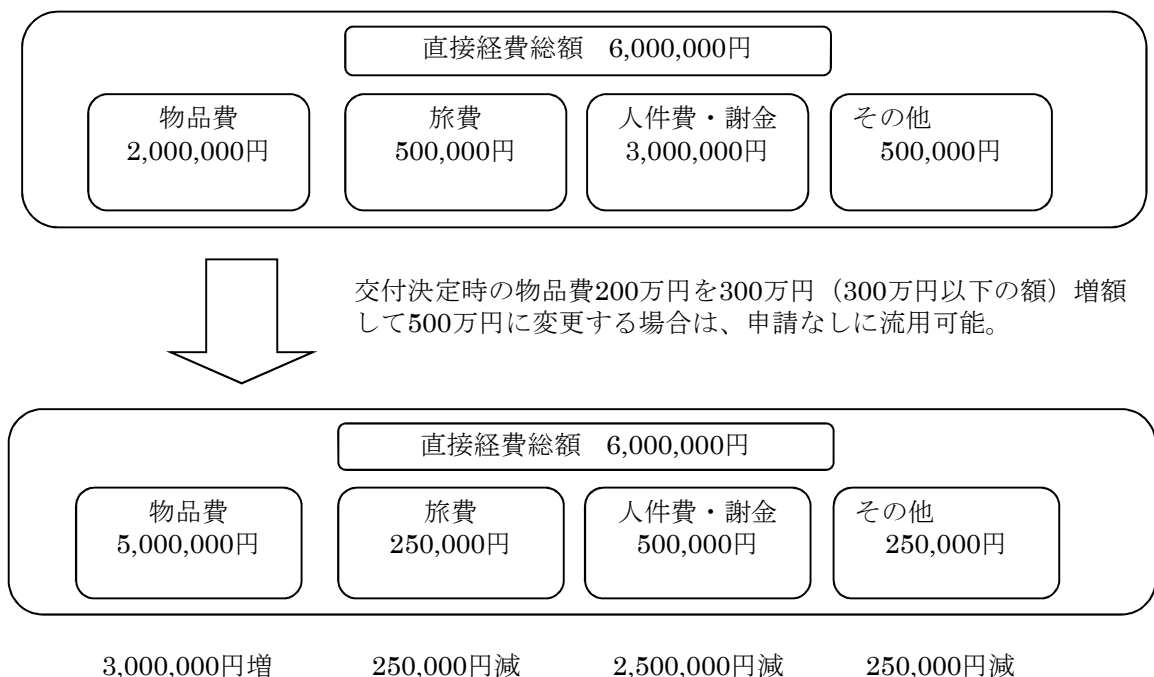 直接経費総額　6,000,000円
物品費
2,000,000円
旅費
500,000円
人件費・謝金
3,000,000円
その他
500,000円
交付決定時の物品費200万円を300万円（300万円以下の額）増額
して500万円に変更する場合は、申請なしに流用可能。
直接経費総額　6,000,000円
物品費
5,000,000円
旅費
250,000円
人件費・謝金
500,000円
その他
250,000円
3,000,000円増　250,000円減　2,500,000円減　250,000円減